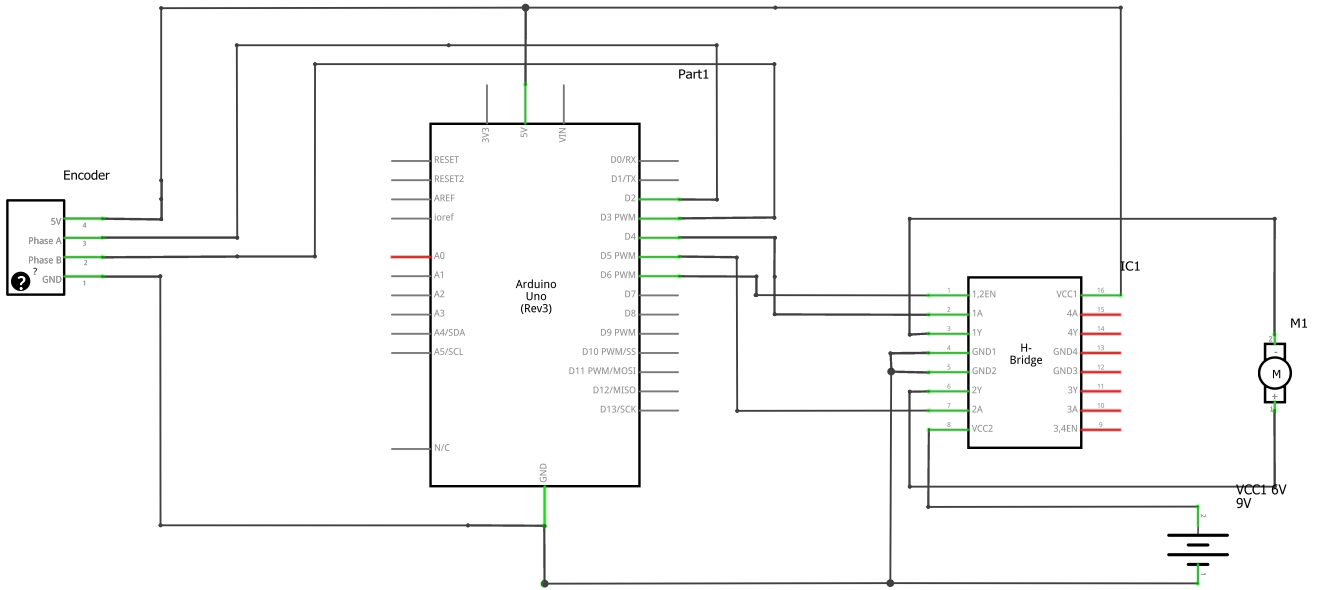 Part1
3V3
5V
VIN
Encoder
5V
4
Phase A
3
Phase B
2
GND
1
?
?
RESET
RESET2
AREF
ioref
A0
A1
A2
A3
A4/SDA
A5/SCL
N/C
Arduino
Uno
(Rev3)
D0/RX
D1/TX
D2
D3 PWM
D4
D5 PWM
D6 PWM
D7
D8
D9 PWM
D10 PWM/SS
D11 PWM/MOSI
D12/MISO
D13/SCK
GND
IC1
1
1,2EN
2
1A
3
1Y
4
GND1
5
GND2
6
2Y
7
2A
8
VCC2
H-
Bridge
VCC1
16
4A
15
4Y
14
GND4
13
GND3
12
3Y
11
3A
10
3,4EN
9
M1
2
-
M
+
1
VCC1 6V
9V
2
1